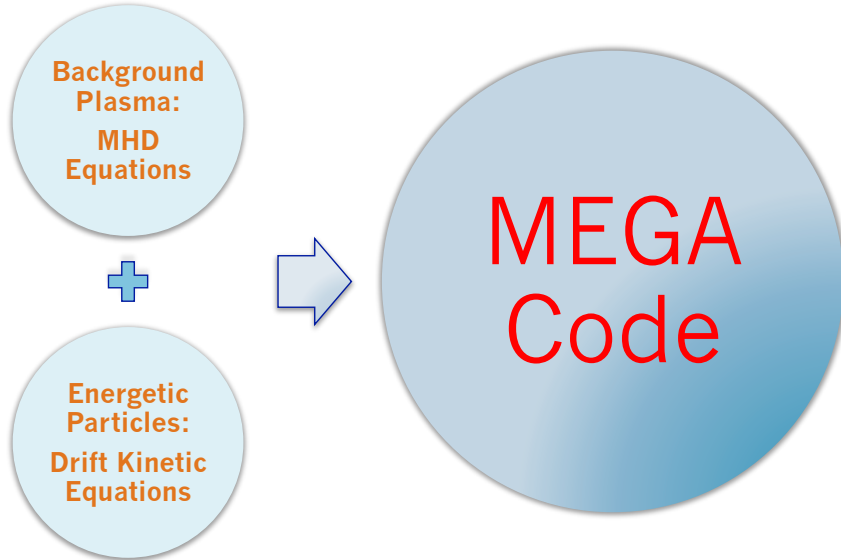 Background
Plasma:
MHD
Equations
Energetic
Particles:
Drift Kinetic
Equations
MEGA
Code